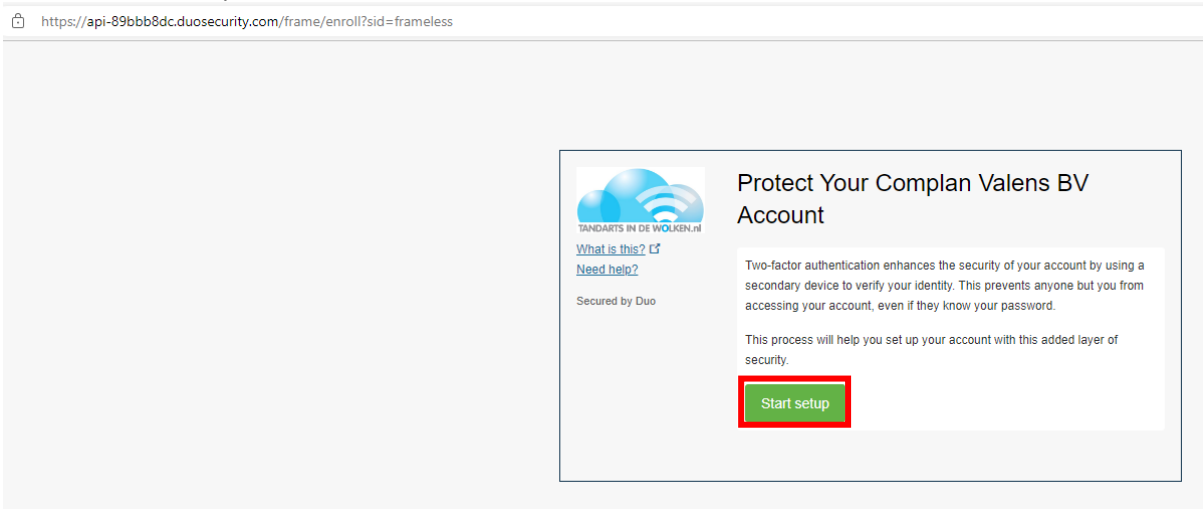 https://api-89bbb8dc.duosecurity.com/frame/enroll?sid=frameless
TANDARTS IN DE WOLKEN.nl
What is this?
Need help?
Secured by Duo
Protect Your Complan Valens BV
Account
Two-factor authentication enhances the security of your account by using a
secondary device to verify your identity. This prevents anyone but you from
accessing your account, even if they know your password.
This process will help you set up your account with this added layer of
security.
Start setup